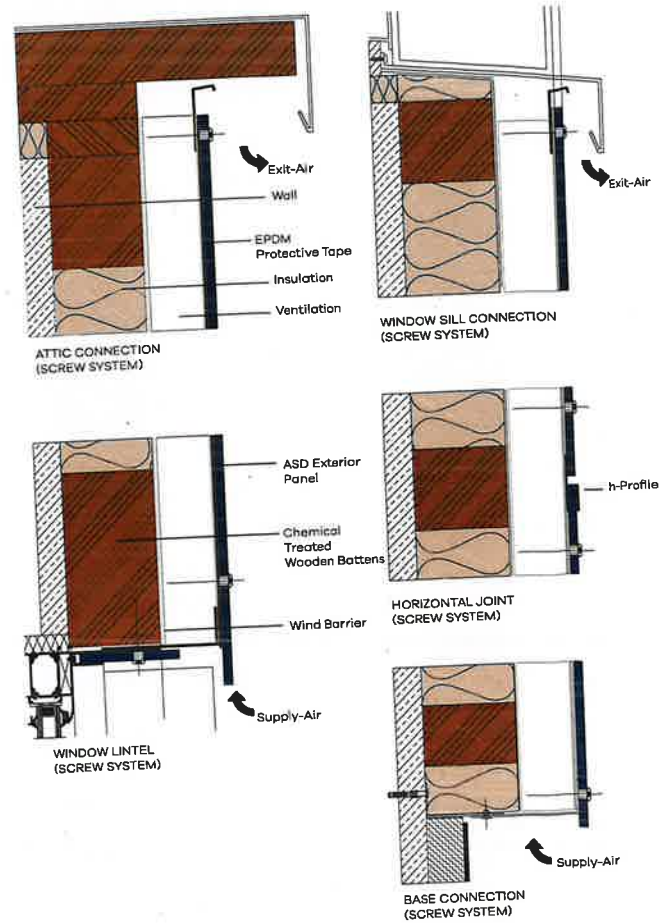 Exit-Air
Wall
EPDM
Protective Tape
Insulation
Ventilation
ATTIC CONNECTION
(SCREW SYSTEM)
Exit-Air
WINDOW SILL CONNECTION
(SCREW SYSTEM)
ASD Exterior
Panel
Chemical
Treated
Wooden Battens
Wind Barrier
Supply-Air
WINDOW LINTEL
(SCREW SYSTEM)
h-Profile
HORIZONTAL JOINT
(SCREW SYSTEM)
Supply-Air
BASE CONNECTION
(SCREW SYSTEM)